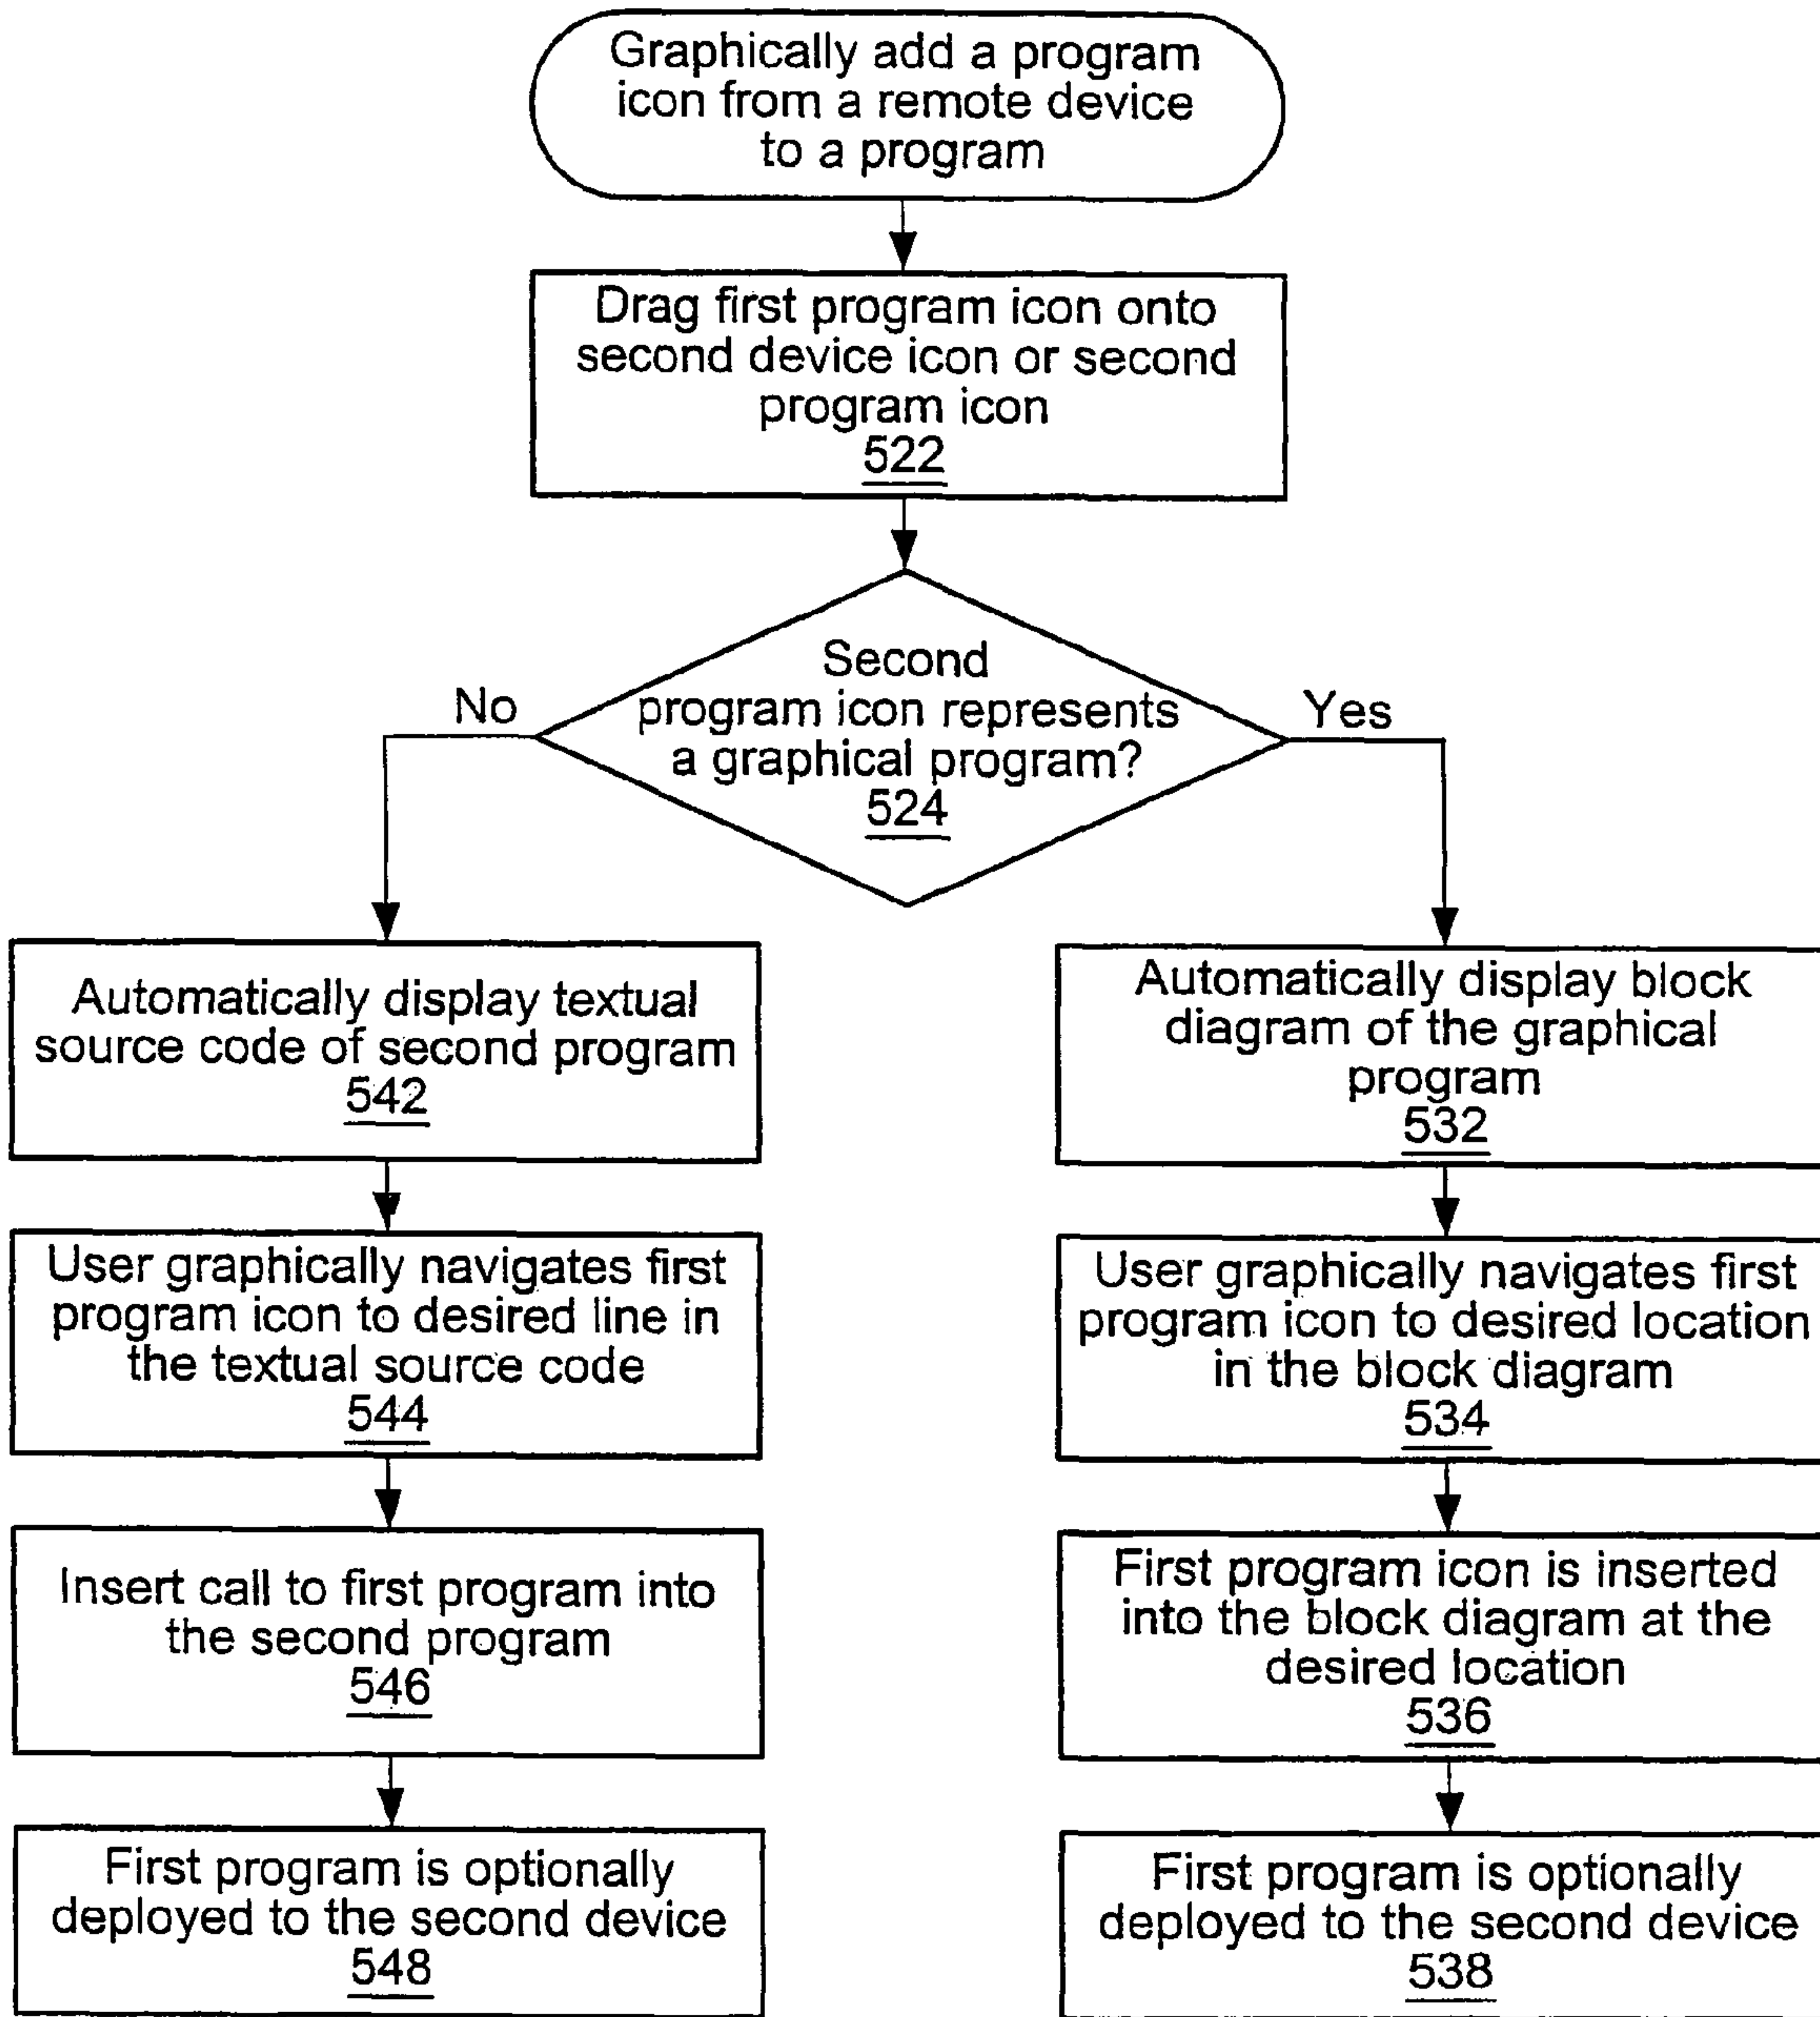 Graphically add a program
icon from a remote device
to a program
Drag first program icon onto
second device icon or second
program icon
522
Second
program icon represents
a graphical program?
524
No
Yes
Automatically display textual
source code of second program
542
User graphically navigates first
program icon to desired line in
the textual source code
544
Insert call to first program into
the second program
546
First program is optionally
deployed to the second device
548
Automatically display block
diagram of the graphical
program
532
User graphically navigates first
program icon to desired location
in the block diagram
534
First program icon is inserted
into the block diagram at the
desired location
536
First program is optionally
deployed to the second device
538